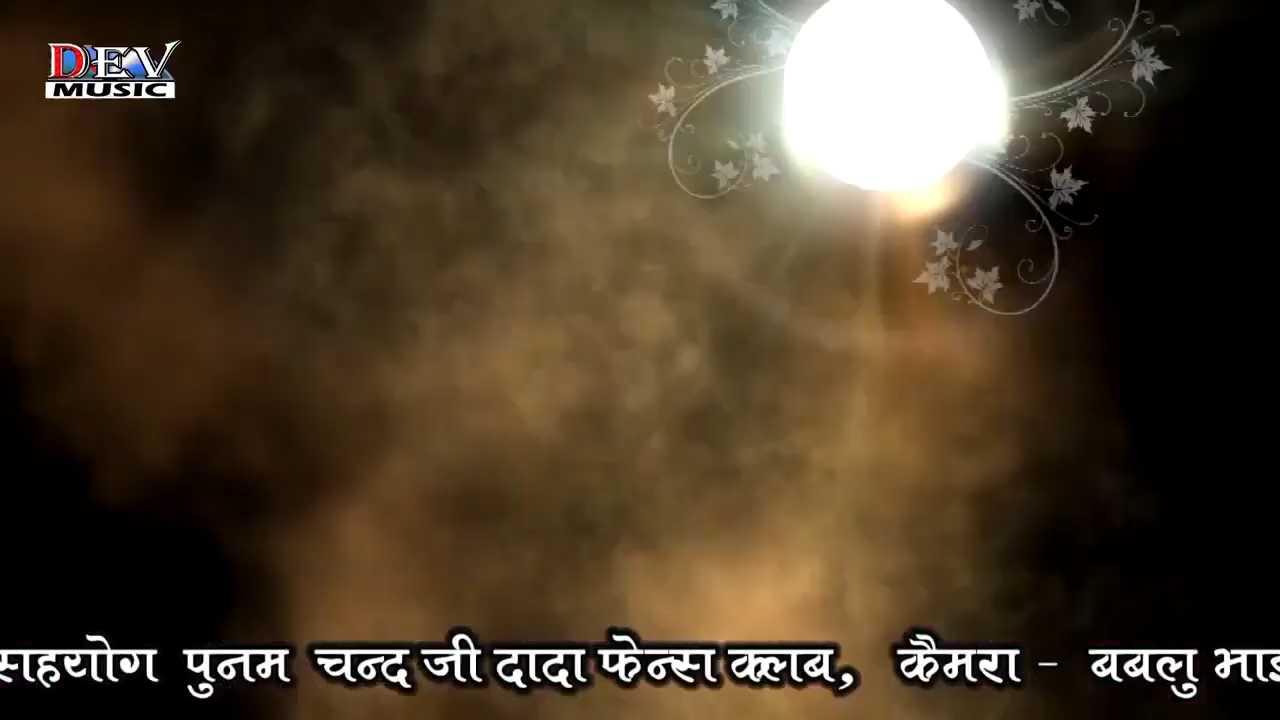 DEV
MUSIC
सहयोग पुनम चन्द जी दादा फेन्स क्लब, कैमरा - बबलु